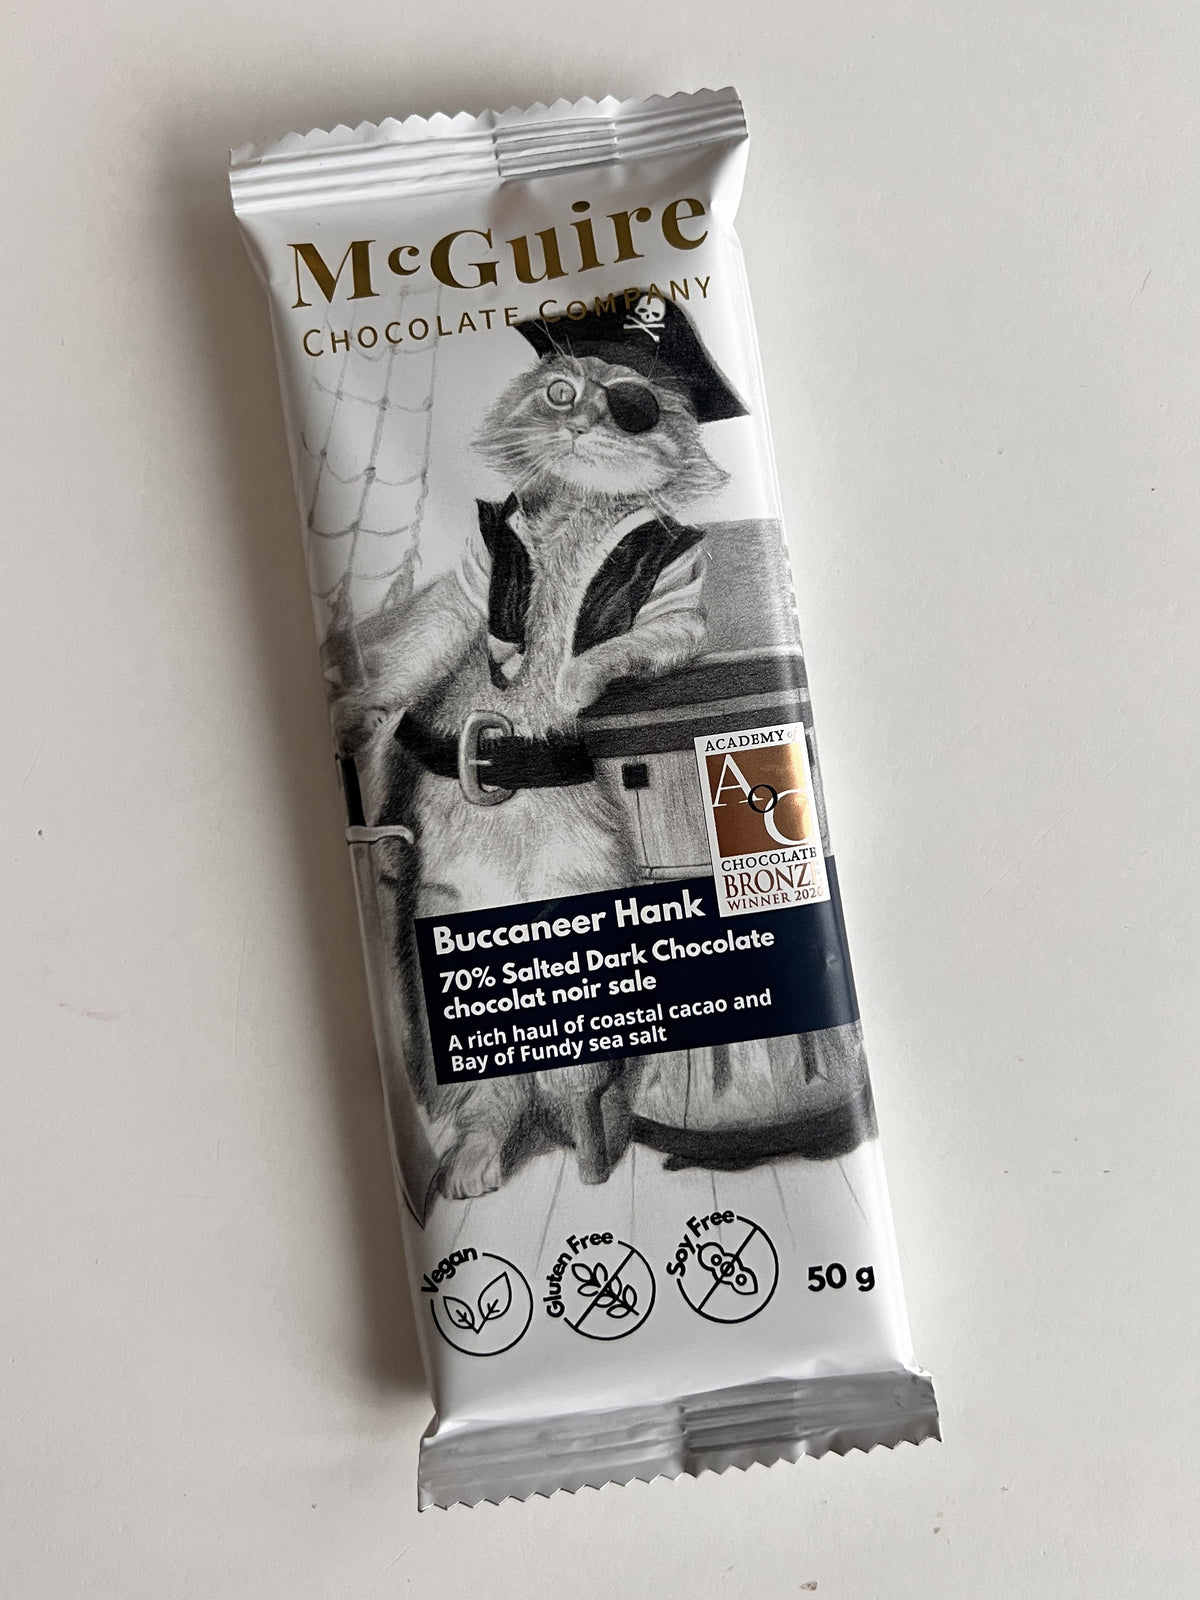 McGuire
CHOCOLATE COMPANY
ACADEMY of
AoC
CHOCOLATE
BRONZE
WINNER 2020
Buccaneer Hank
70% Salted Dark Chocolate
chocolat noir sale
A rich haul of coastal cacao and
Bay of Fundy sea salt
Vegan
Gluten Free
Soy Free
50 g